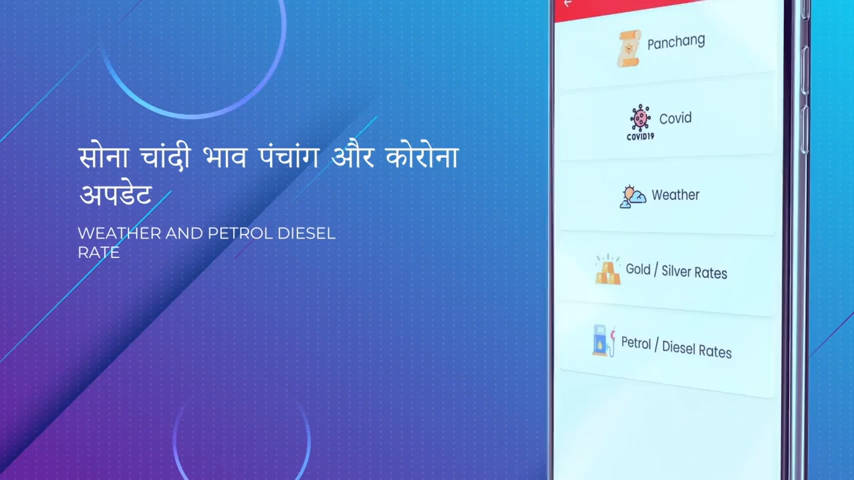 सोना चांदी भाव पंचांग और कोरोना
अपडेट
WEATHER AND PETROL DIESEL
RATE
Panchang
COVID19
Covid
Weather
Gold / Silver Rates
Petrol / Diesel Rates